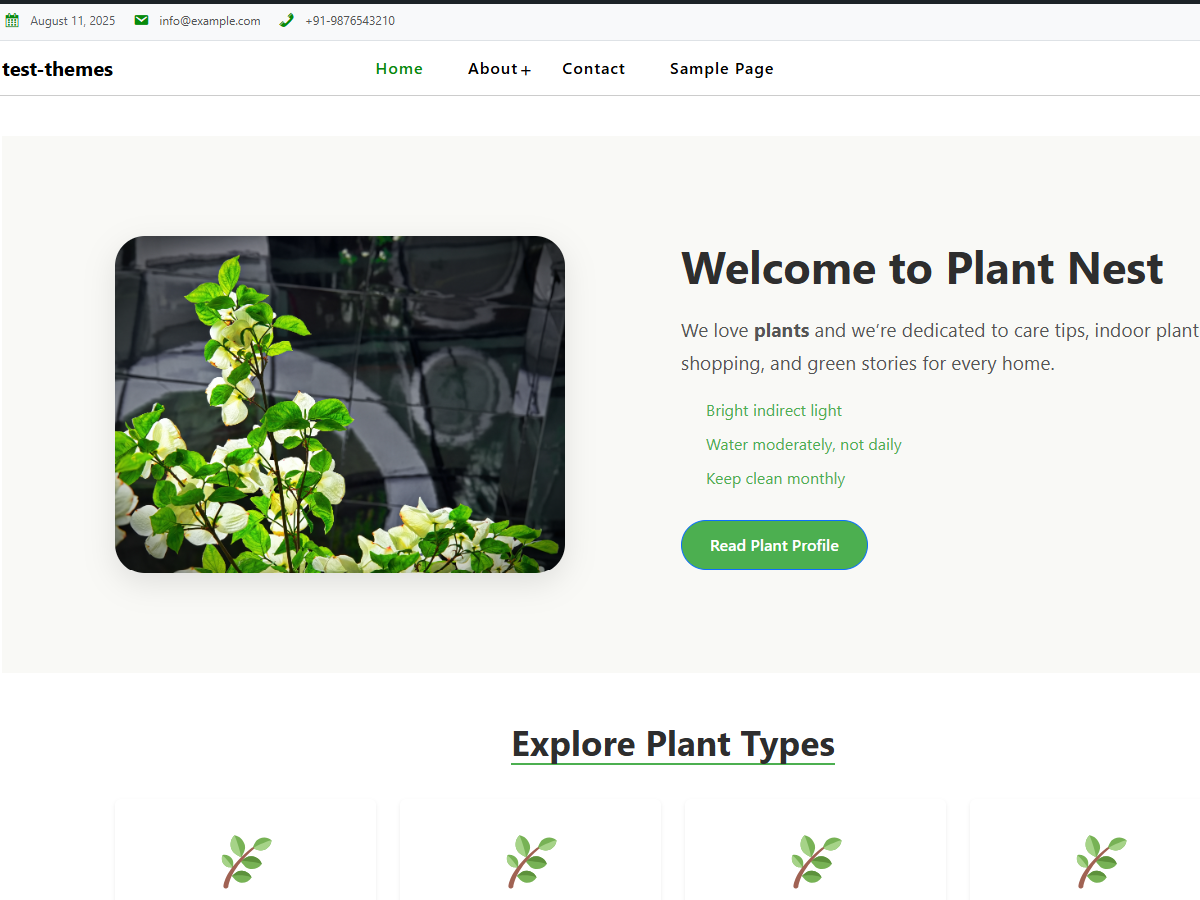 August 11, 2025 info@example.com +91-9876543210
test-themes Home About+ Contact Sample Page
Welcome to Plant Nest
We love plants and we’re dedicated to care tips, indoor plant
shopping, and green stories for every home.
Bright indirect light
Water moderately, not daily
Keep clean monthly
Read Plant Profile
Explore Plant Types